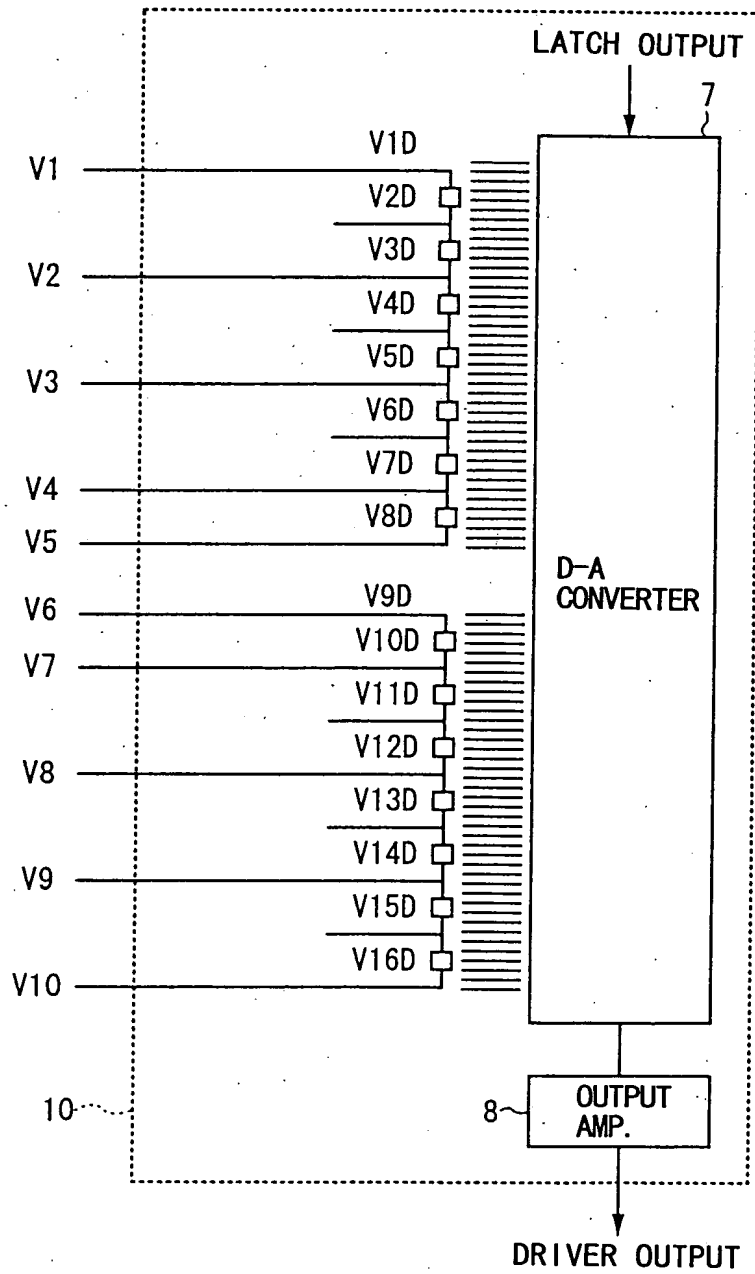 LATCH OUTPUT
7
V1D
V1
V2D
V3D
V2
V4D
V5D
V3
V6D
V7D
V4
V8D
V5
D-A
CONVERTER
V9D
V6
V10D
V7
V11D
V12D
V8
V13D
V14D
V9
V15D
V16D
V10
10
8
OUTPUT
AMP.
DRIVER OUTPUT